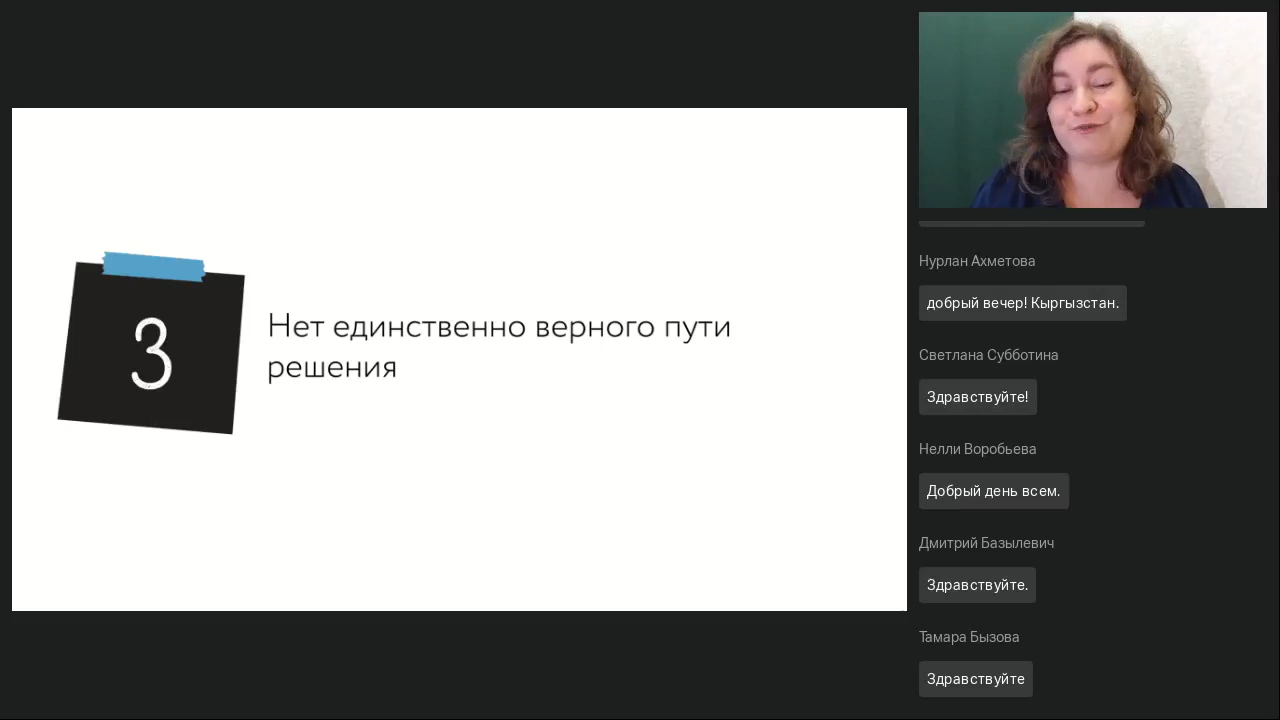 3
Нет единственно верного пути
решения
Нурлан Ахметова
добрый вечер! Кыргызстан.
Светлана Субботина
Здравствуйте!
Нелли Воробьева
Добрый день всем.
Дмитрий Базылевич
Здравствуйте.
Тамара Бызова
Здравствуйте